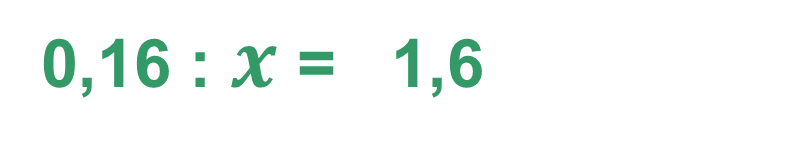 0,16 : x = 1,6